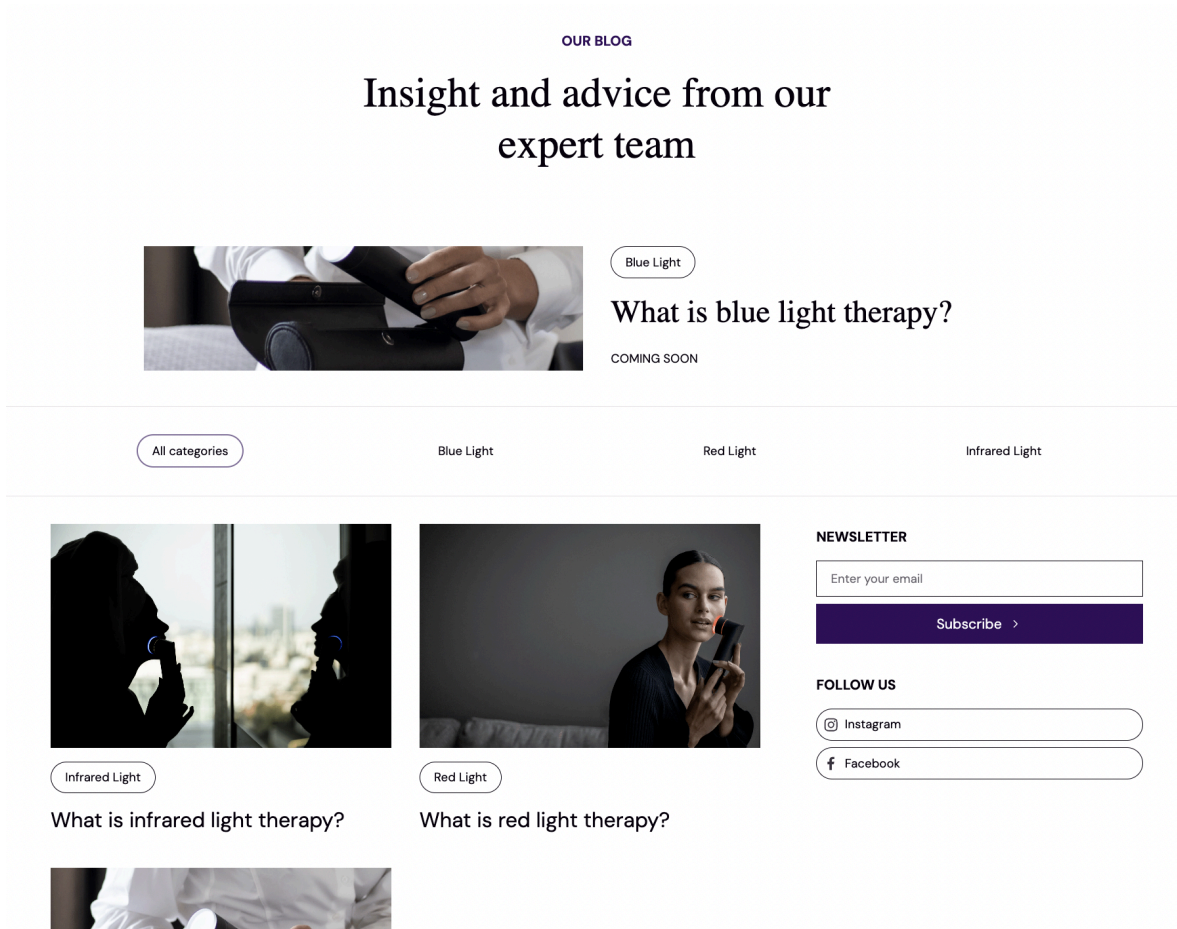 OUR BLOG
Insight and advice from our
expert team
Blue Light
What is blue light therapy?
COMING SOON
All categories
Blue Light
Red Light
Infrared Light
Infrared Light
What is infrared light therapy?
Red Light
What is red light therapy?
NEWSLETTER
Enter your email
Subscribe
FOLLOW US
Instagram
Facebook